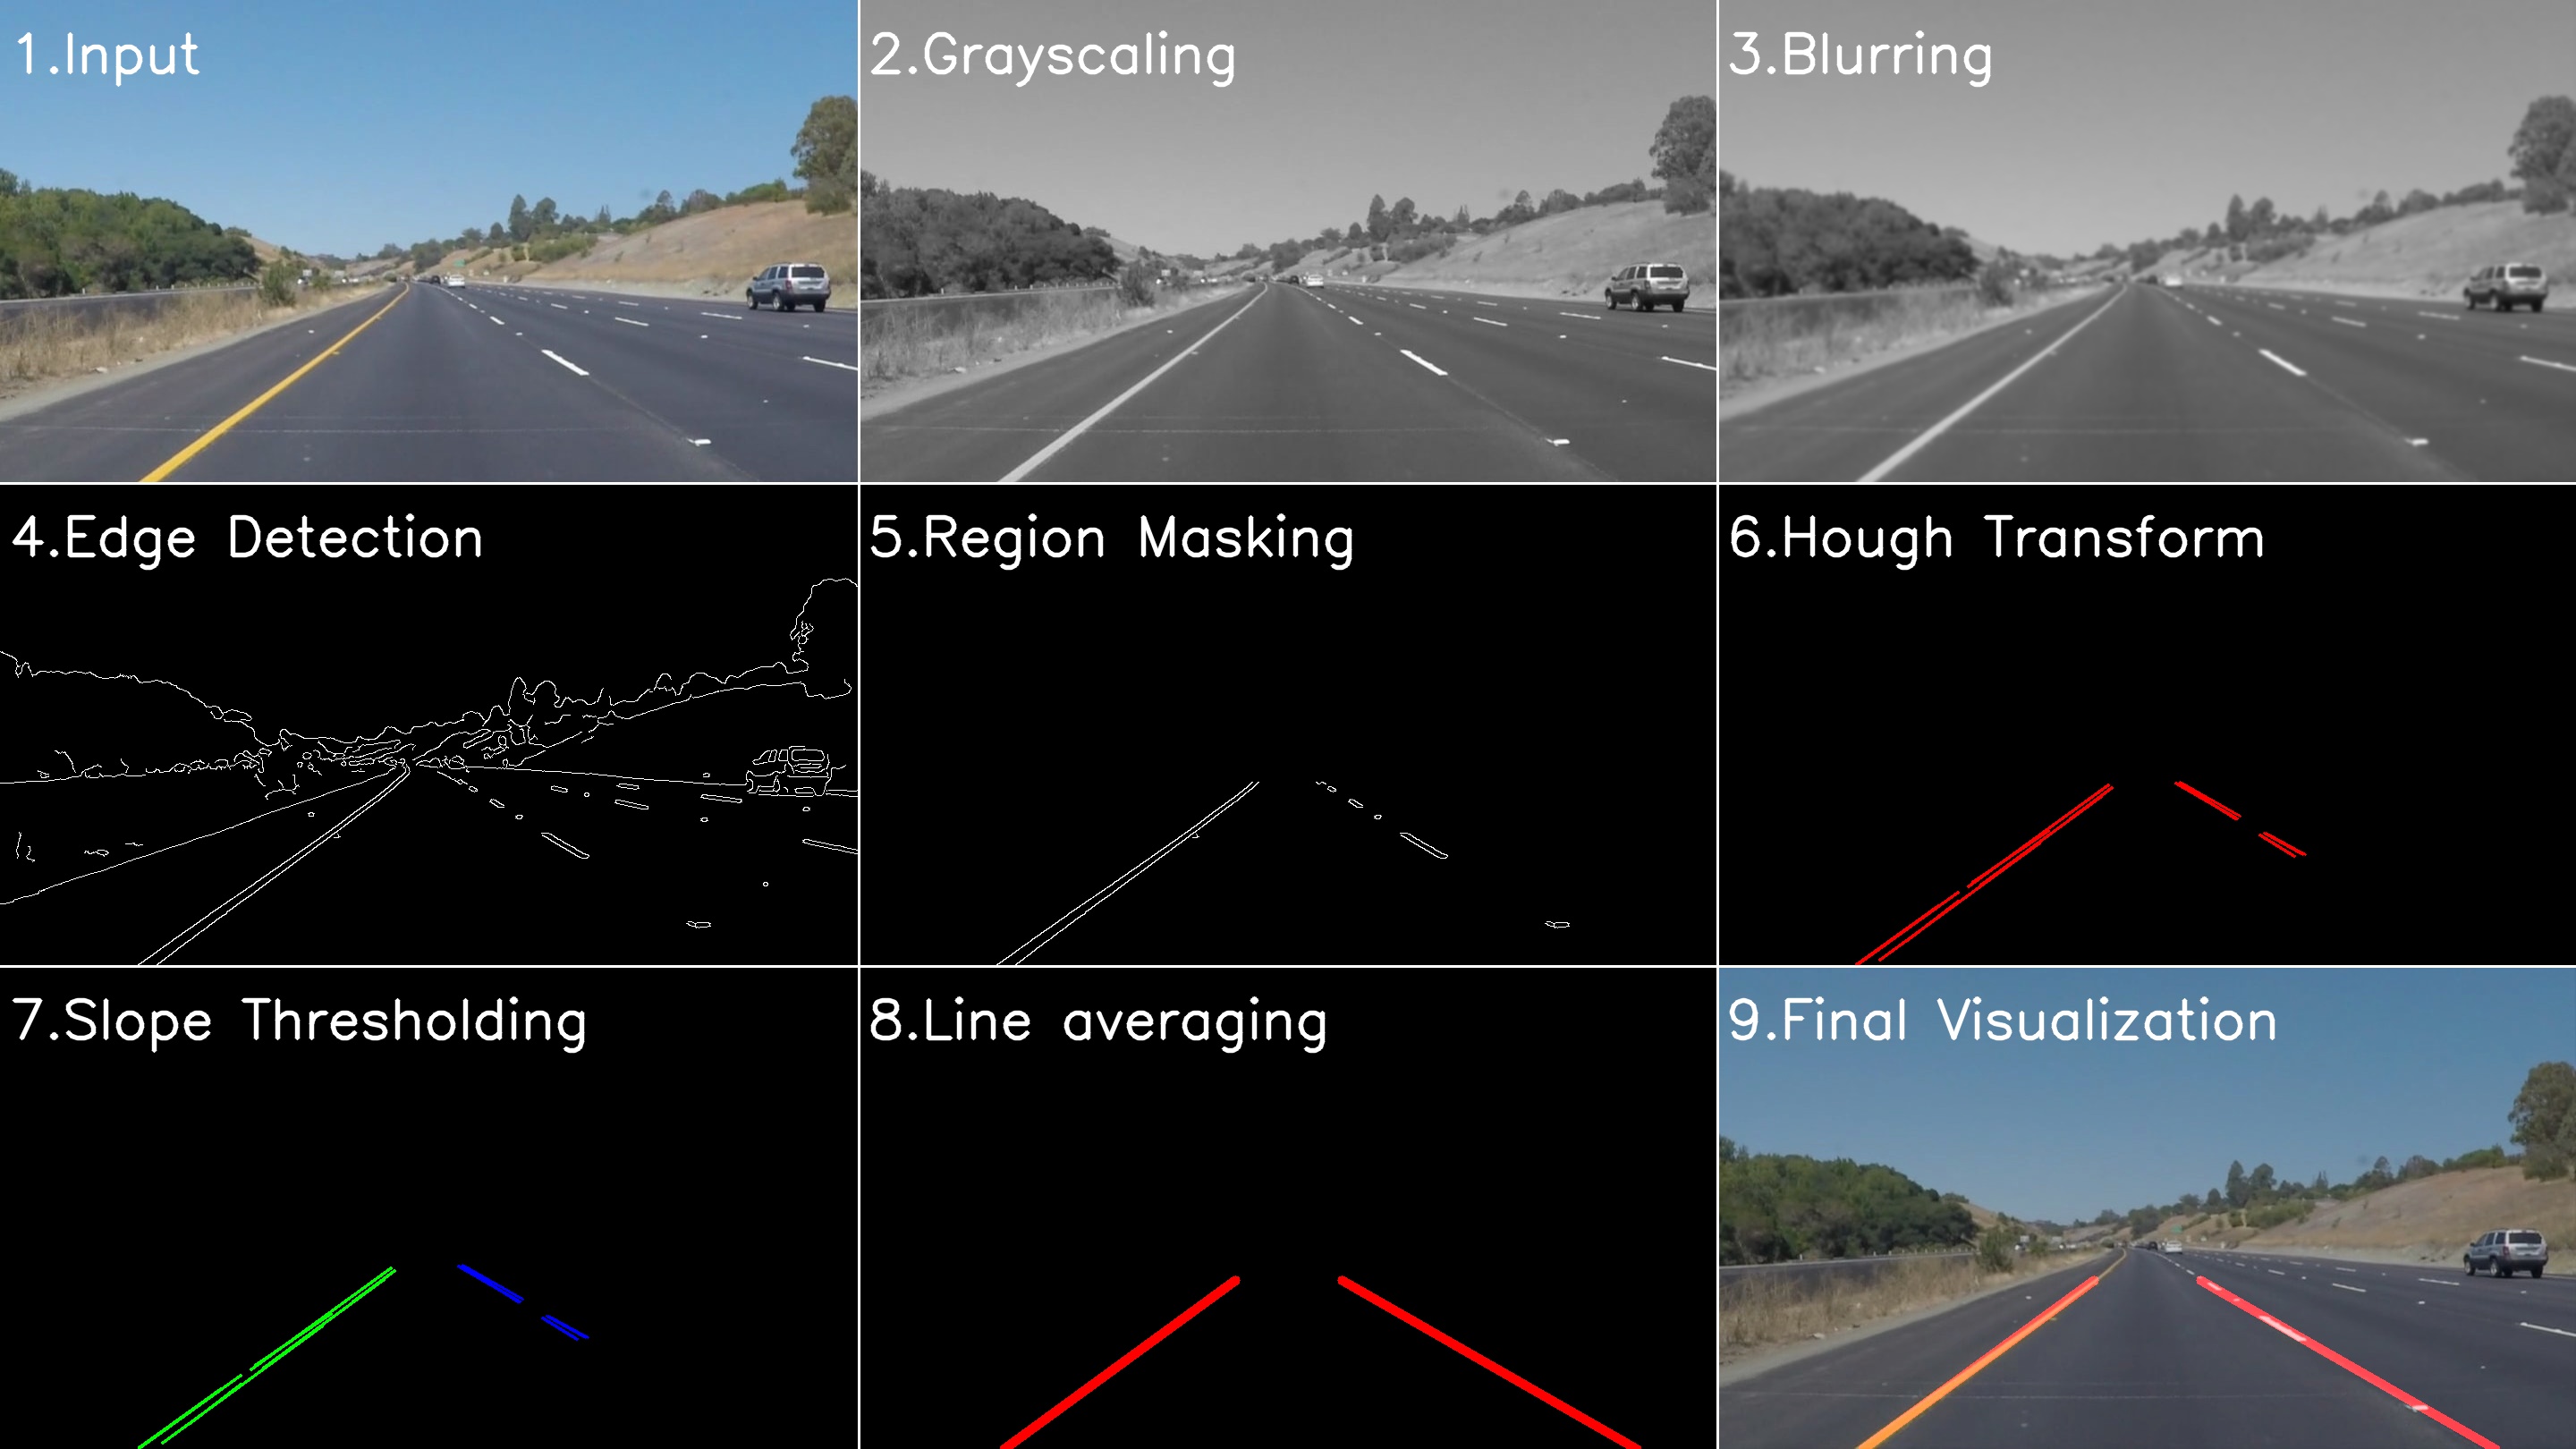 1.Input
2.Grayscaling
3.Blurring
4.Edge Detection
5.Region Masking
6.Hough Transform
7.Slope Thresholding
8.Line averaging
9.Final Visualization